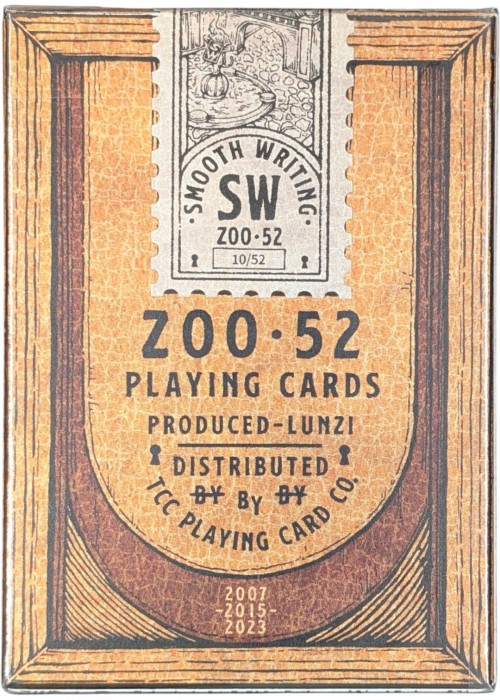 ·SMOOTH WRITING·
SW
ZOO·52
10/52
ZOO·52
PLAYING CARDS
PRODUCED-LUNZI
DISTRIBUTED
BY BY BY
TCC PLAYING CARD CO.
2007
-2015-
2023